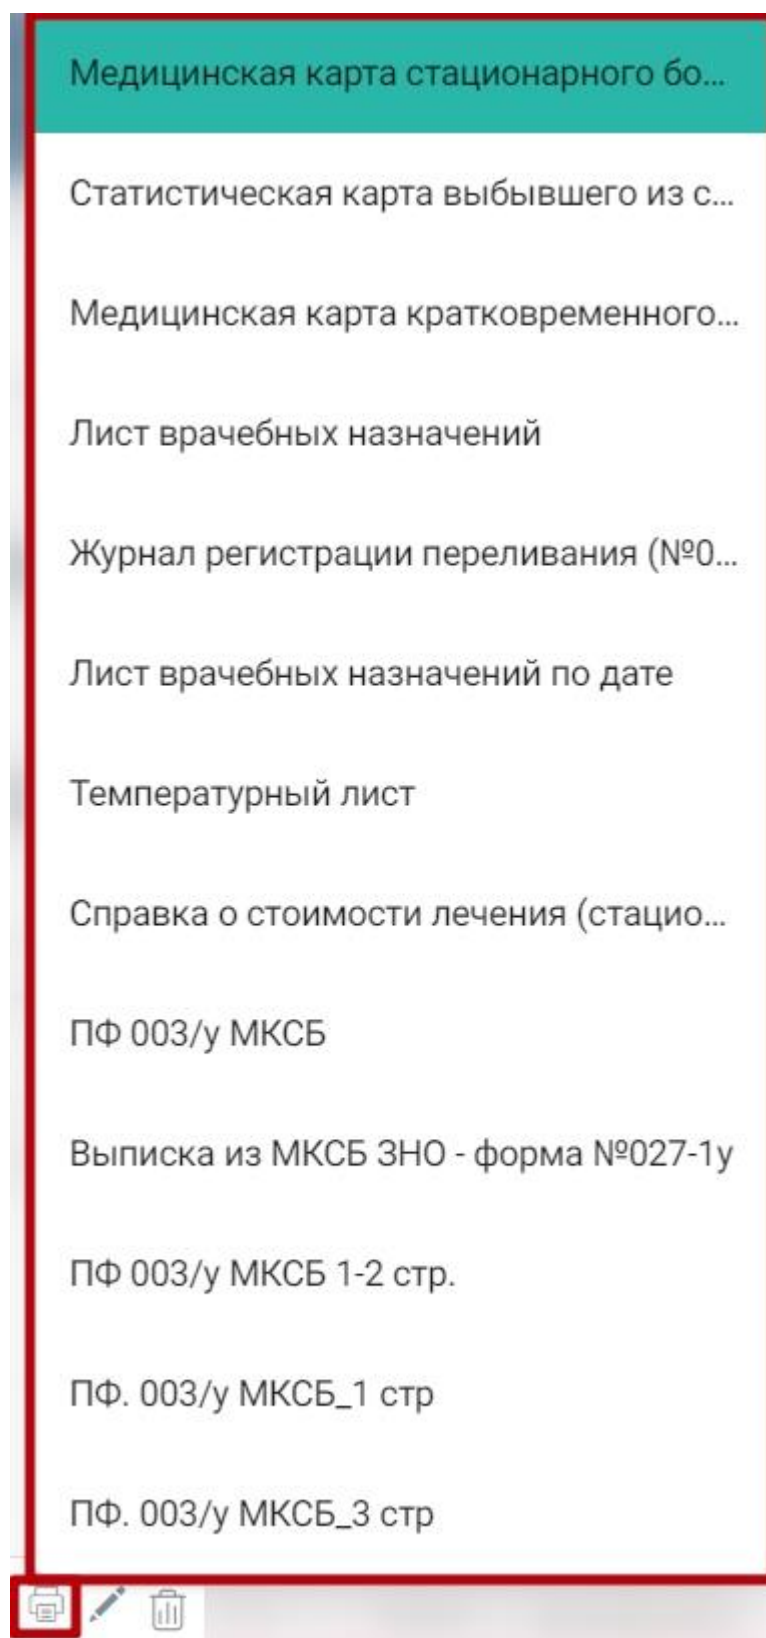 Медицинская карта стационарного бо...
Статистическая карта выбывшего из с...
Медицинская карта кратковременного...
Лист врачебных назначений
Журнал регистрации переливания (№0...
Лист врачебных назначений по дате
Температурный лист
Справка о стоимости лечения (стацио...
ПФ 003/у МКСБ
Выписка из МКСБ ЗНО - форма №027-1у
ПФ 003/у МКСБ 1-2 стр.
ПФ. 003/у МКСБ_1 стр
ПФ. 003/у МКСБ_3 стр